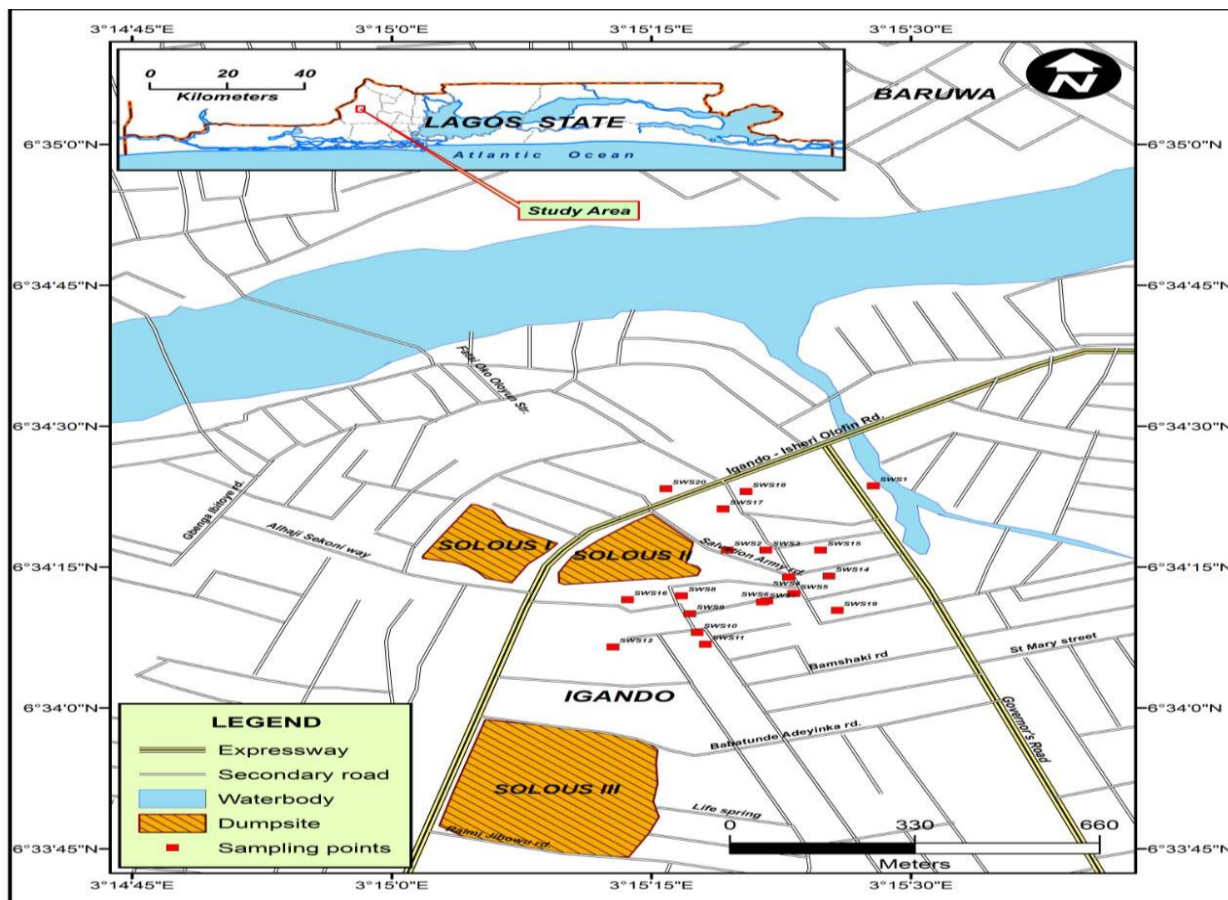 3°14'45"E 3°15'0"E 3°15'15"E 3°15'30"E
0 20 40
Kilometers
LAGOS STATE
Atlantic Ocean
Study Area
BARUWA
N
6°35'0"N 6°35'0"N
6°34'45"N 6°34'45"N
Fatai Oko Oloyun Str.
6°34'30"N 6°34'30"N
Igando - Isheri Olofin Rd.
Gbenga Ibitoye rd.
Alhaji Sekoni way
SWS20
SWS18
SWS1
SWS17
SOLOUS I
SOLOUS II
Salvation Army rd.
SWS2
SWS3
SWS15
6°34'15"N 6°34'15"N
SWS14
SWS4
SWS5
SWS16
SWS8
SWS6
SWS9
SWS19
SWS10
SWS12
SWS11
St Mary street
Bamshaki rd
IGANDO
6°34'0"N 6°34'0"N
Babatunde Adeyinka rd.
Governor's Road
SOLOUS III
Life spring
Raimi Jibowu rd.
LEGEND
Expressway
Secondary road
Waterbody
Dumpsite
Sampling points
0 330 660
Meters
6°33'45"N 6°33'45"N
3°14'45"E 3°15'0"E 3°15'15"E 3°15'30"E